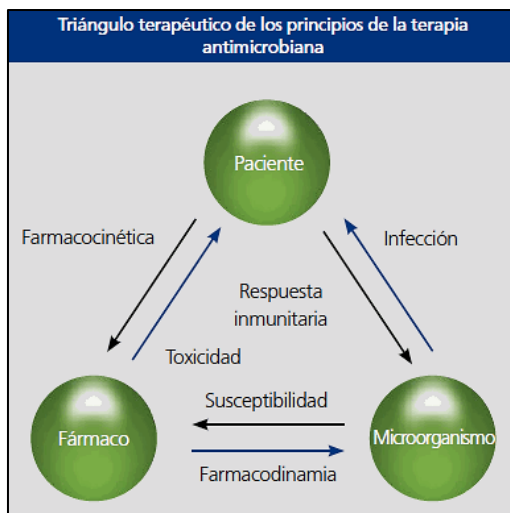 Triángulo terapéutico de los principios de la terapia
antimicrobiana
Paciente
Farmacocinética
Infección
Respuesta
inmunitaria
Toxicidad
Susceptibilidad
Fármaco
Microorganismo
Farmacodinamia